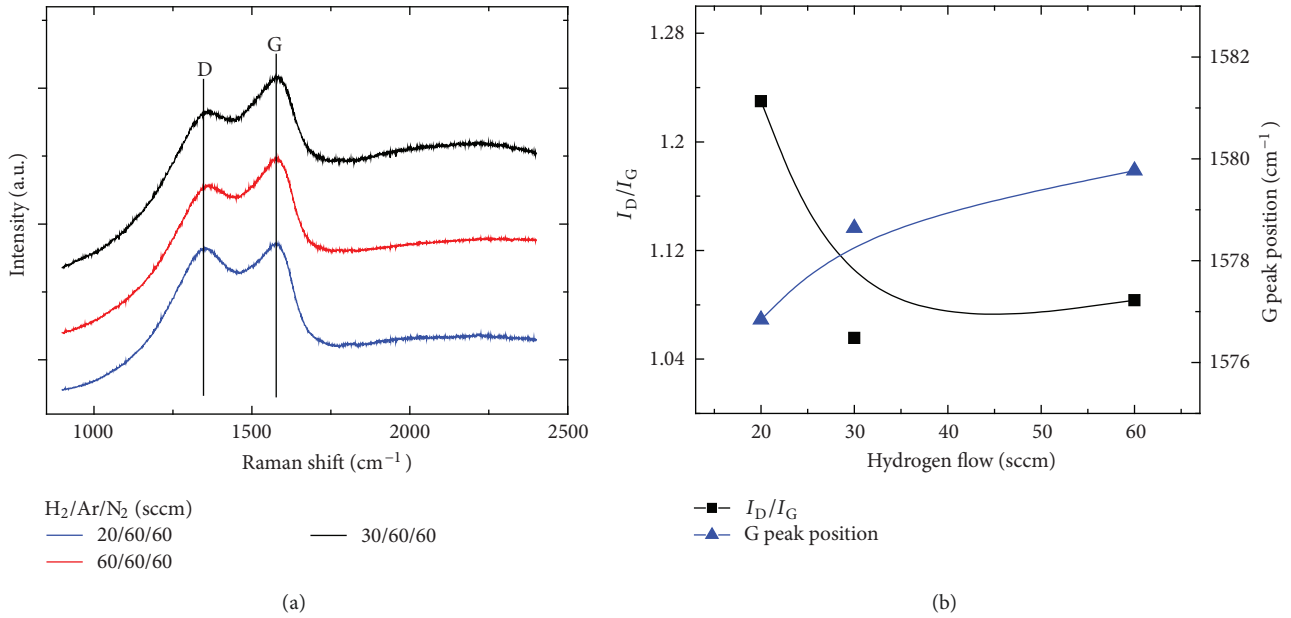 D
G
Intensity (a.u.)
1000
1500
2000
2500
Raman shift (cm⁻¹)
H₂/Ar/N₂ (sccm)
20/60/60
30/60/60
60/60/60
(a)
1.28
1.2
1.12
1.04
I_D/I_G
1582
1580
1578
1576
G peak position (cm⁻¹)
20
30
40
50
60
Hydrogen flow (sccm)
I_D/I_G
G peak position
(b)